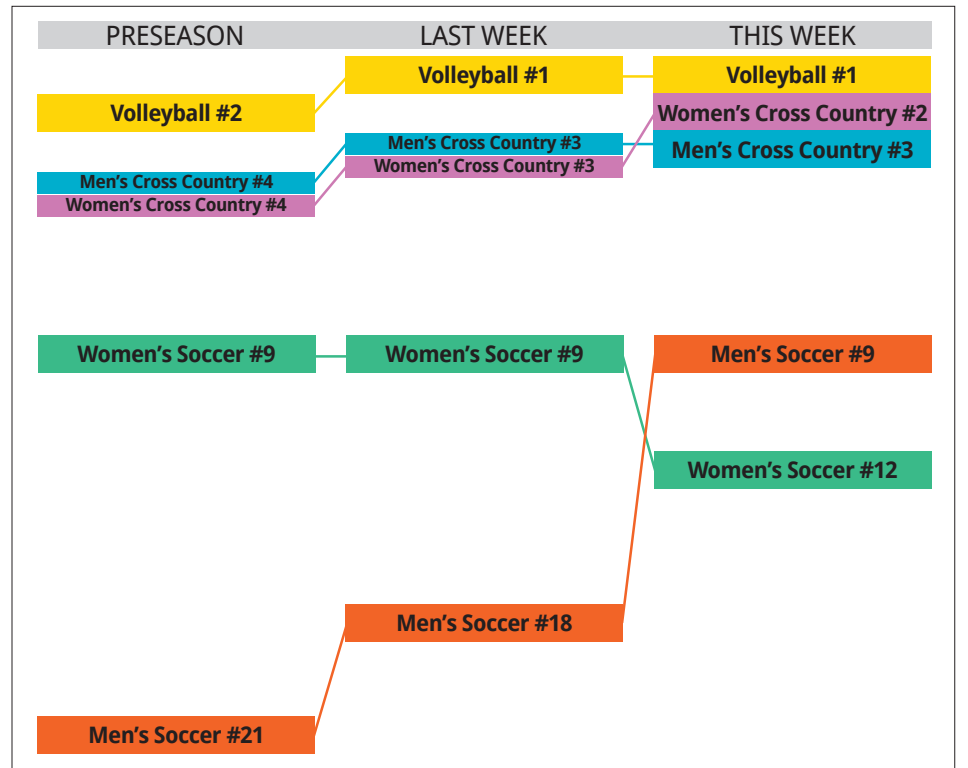 PRESEASON LAST WEEK THIS WEEK
Volleyball #1 Volleyball #1
Volleyball #2 Women’s Cross Country #2
Men’s Cross Country #3 Men’s Cross Country #3
Women’s Cross Country #3
Men’s Cross Country #4
Women’s Cross Country #4
Women’s Soccer #9 Women’s Soccer #9 Men’s Soccer #9
Women’s Soccer #12
Men’s Soccer #18
Men’s Soccer #21